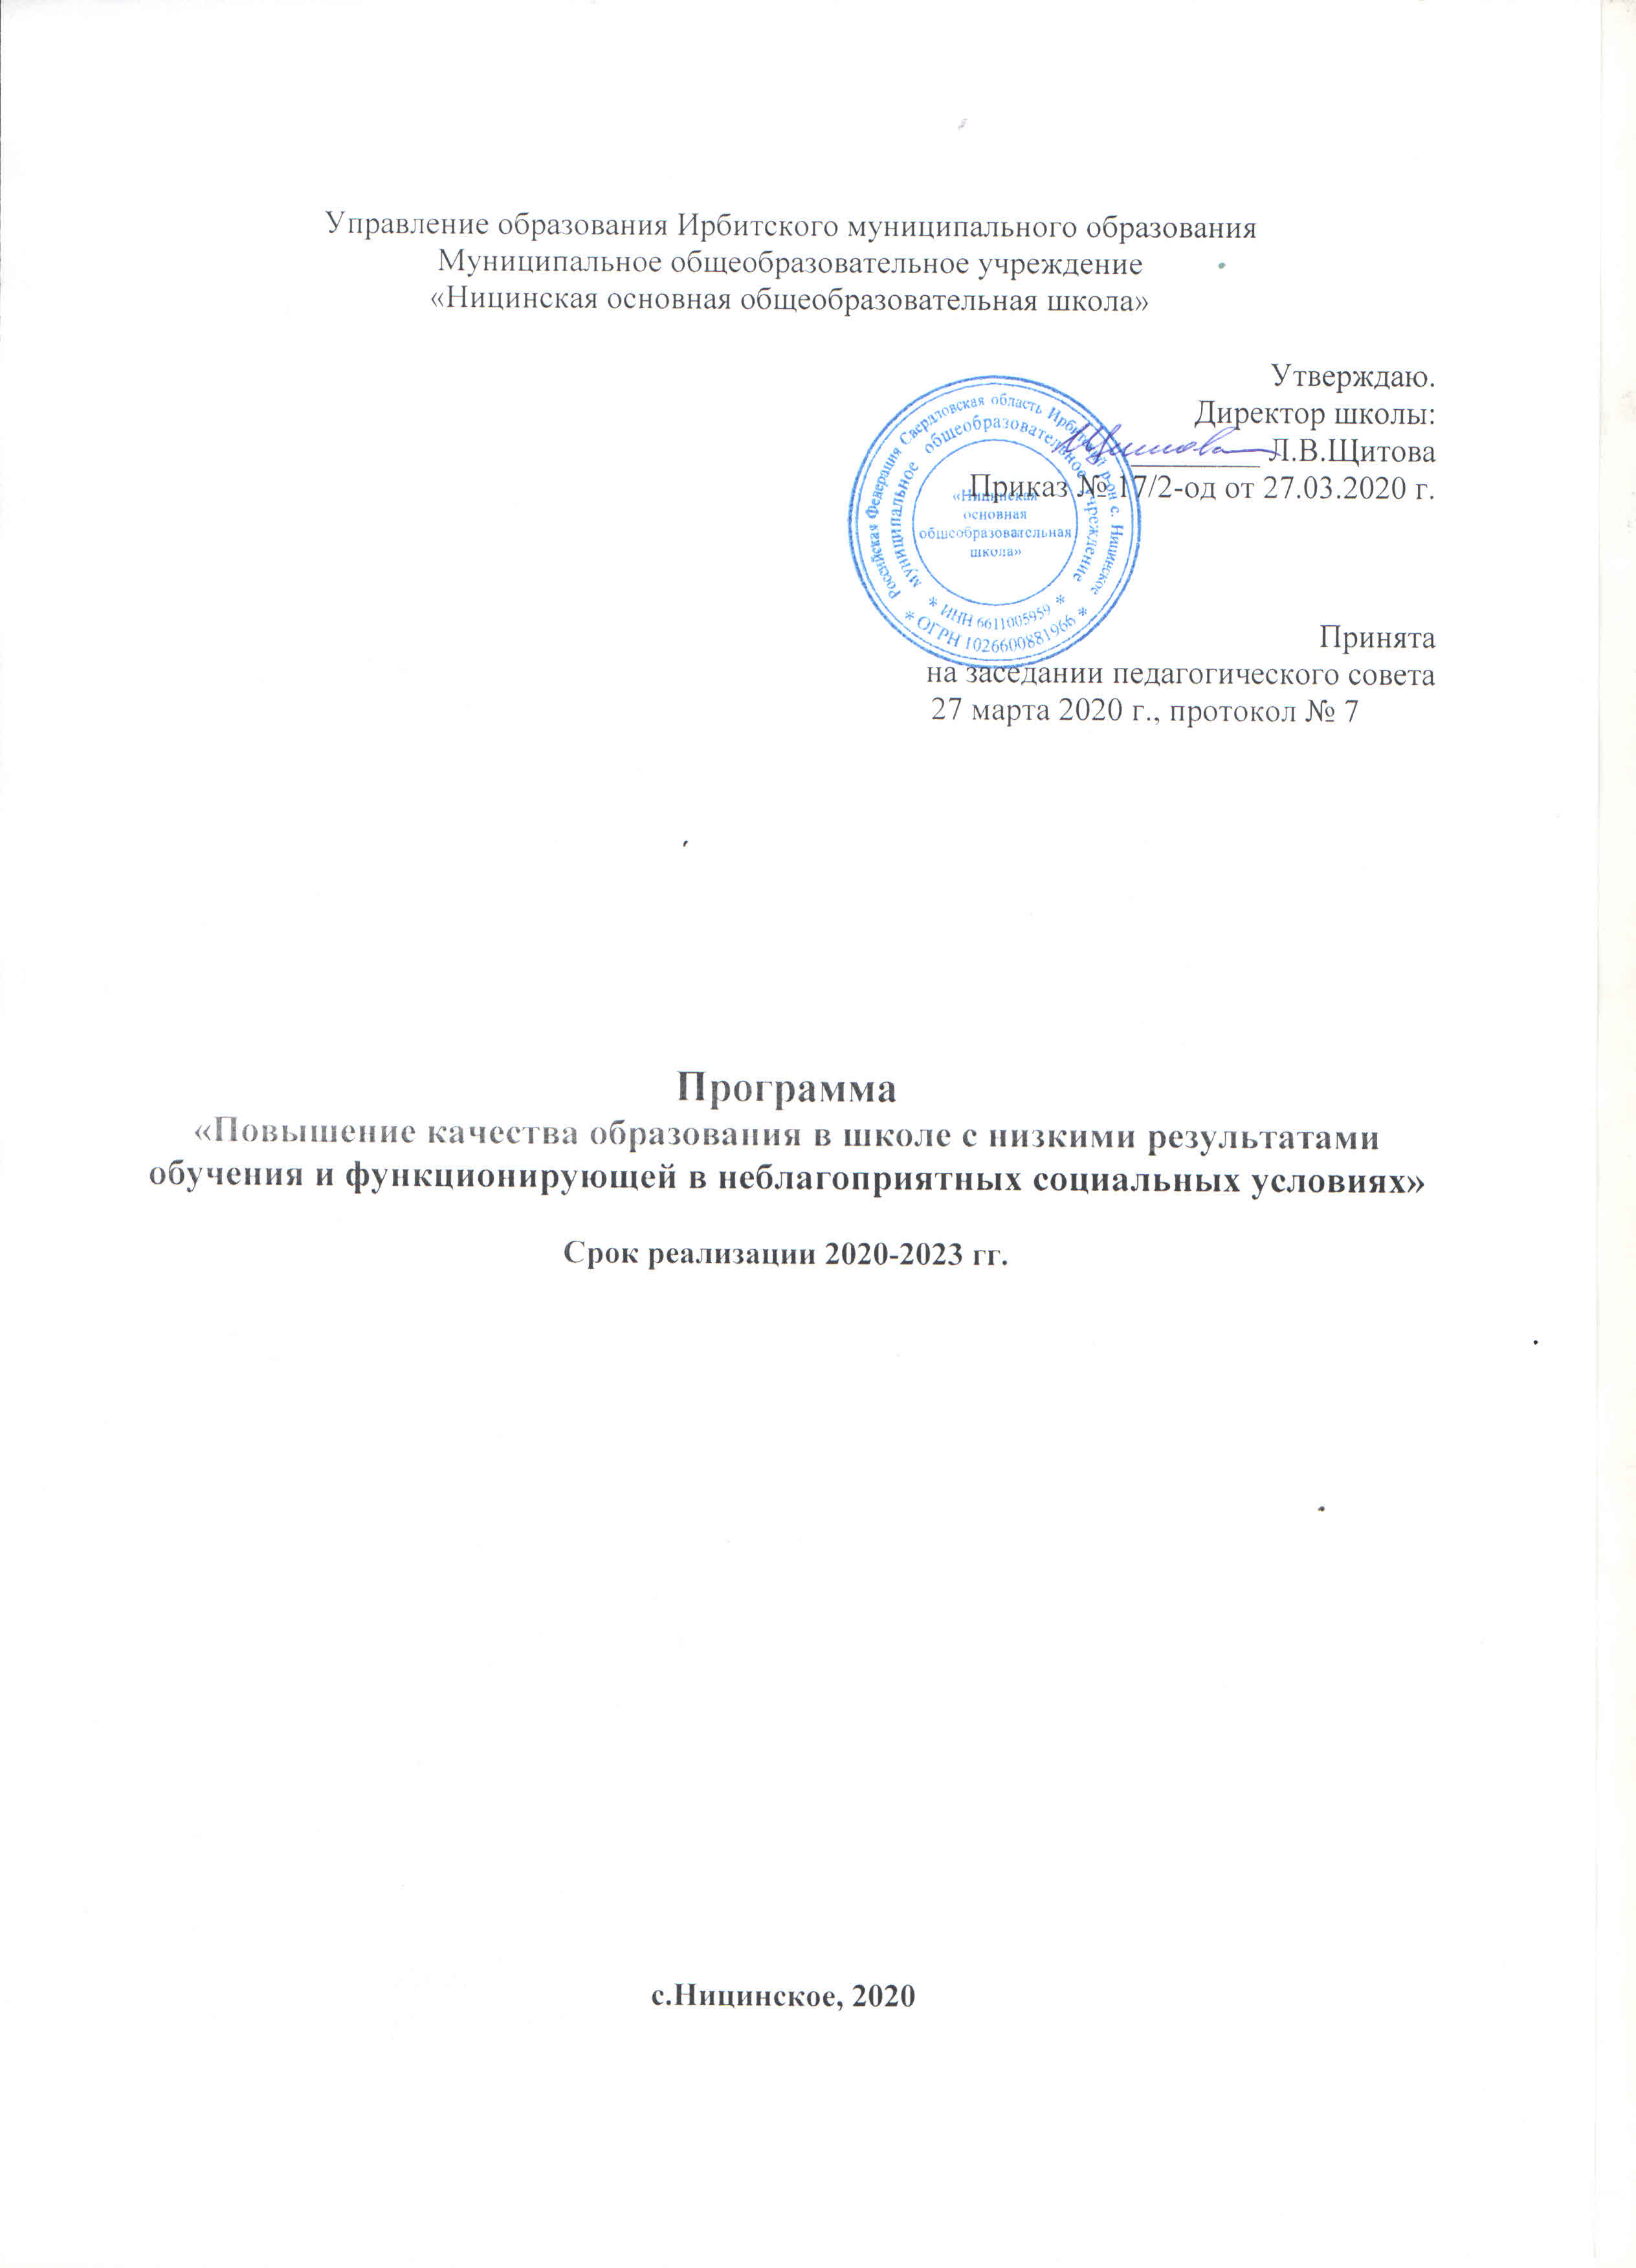 Управление образования Ирбитского муниципального образования
Муниципальное общеобразовательное учреждение
«Ницинская основная общеобразовательная школа»
Утверждаю.
Директор школы:
Л.В.Щитова
Приказ № 17/2-од от 27.03.2020 г.
Российская Федерация Свердловская область Ирбитский р-он с. Ницинское
муниципальное общеобразовательное учреждение
«Ницинская
основная
общеобразовательная
школа»
* ИНН 6611005959 *
* ОГРН 1026600881966 *
Принята
на заседании педагогического совета
27 марта 2020 г., протокол № 7
Программа
«Повышение качества образования в школе с низкими результатами
обучения и функционирующей в неблагоприятных социальных условиях»
Срок реализации 2020-2023 гг.
с.Ницинское, 2020